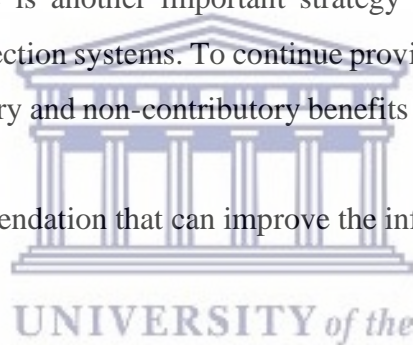 is another important strategy
ection systems. To continue provi
ry and non-contributory benefits
endation that can improve the inf
UNIVERSITY of the